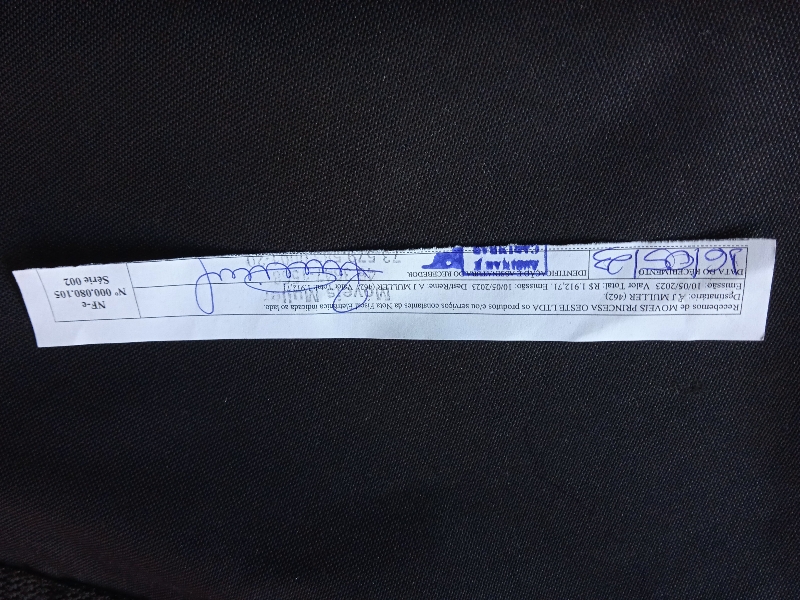 Recebemos de MOVEIS PRINCESA OESTE LTDA os produtos e/ou serviços constantes da Nota Fiscal Eletrônica indicada ao lado.
Destinatário: A J MULLER (462)
Emissão: 10/05/2023 Valor Total: R$ 1.912,71. Emissão: 10/05/2023 Dest/Reme: A J MULLER (462) Valor Total: 1.912,71
DATA DO RECEBIMENTO
IDENTIFICAÇÃO E ASSINATURA DO RECEBEDOR
16/05/23
Móveis Muller
NF-e
Nº 000.080.105
Série 002